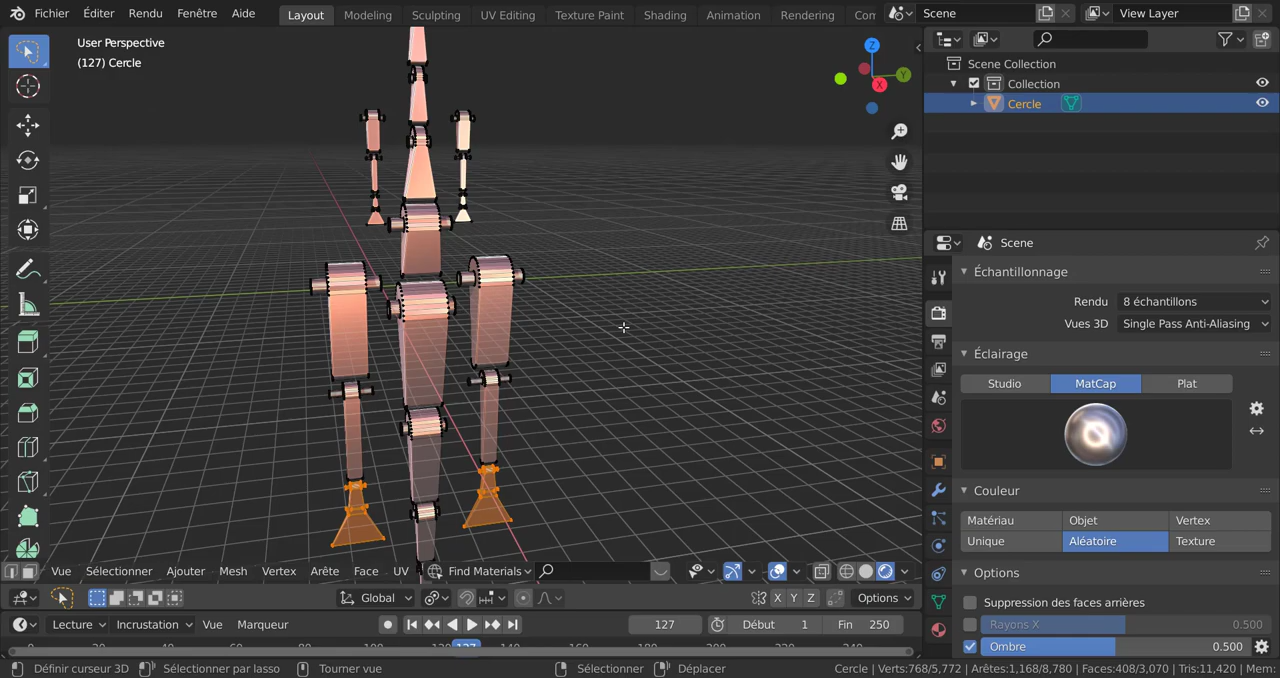 Fichier Éditer Rendu Fenêtre Aide Layout Modeling Sculpting UV Editing Texture Paint Shading Animation Rendering Com Scene View Layer
User Perspective
(127) Cercle
Z
Y
X
Scene Collection
Collection
Cercle
Scene
Échantillonnage
Rendu 8 échantillons
Vues 3D Single Pass Anti-Aliasing
Éclairage
Studio MatCap Plat
Couleur
Matériau Objet Vertex
Unique Aléatoire Texture
Options
Suppression des faces arrières
Rayons X 0.500
Ombre 0.500
Vue Sélectionner Ajouter Mesh Vertex Arête Face UV Find Materials
Global X Y Z Options
Lecture Incrustation Vue Marqueur 127 Début 1 Fin 250
127
Définir curseur 3D Sélectionner par lasso Tourner vue Sélectionner Déplacer Cercle | Verts:768/5,772 | Arêtes:1,168/8,780 | Faces:408/3,070 | Tris:11,420 | Mem: